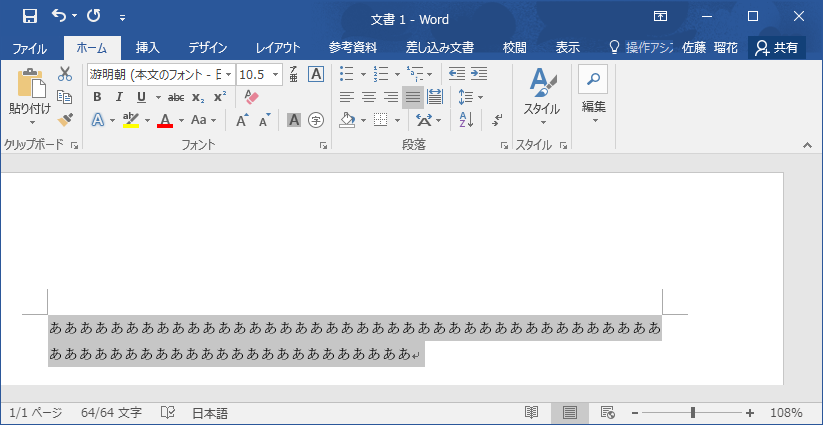 文書 1 - Word
ファイル ホーム 挿入 デザイン レイアウト 参考資料 差し込み文書 校閲 表示 操作アシ 佐藤 瑠花 共有
游明朝 (本文のフォント - E 10.5 ア亜 A
B I U abc x₂ x²
A ab A Aa A A A 字
貼り付け スタイル 編集
クリップボード フォント 段落 スタイル
ああああああああああああああああああああああああああああああああああああああああ
ああああああああああああああああああああああああ
1/1 ページ 64/64 文字 日本語 108%